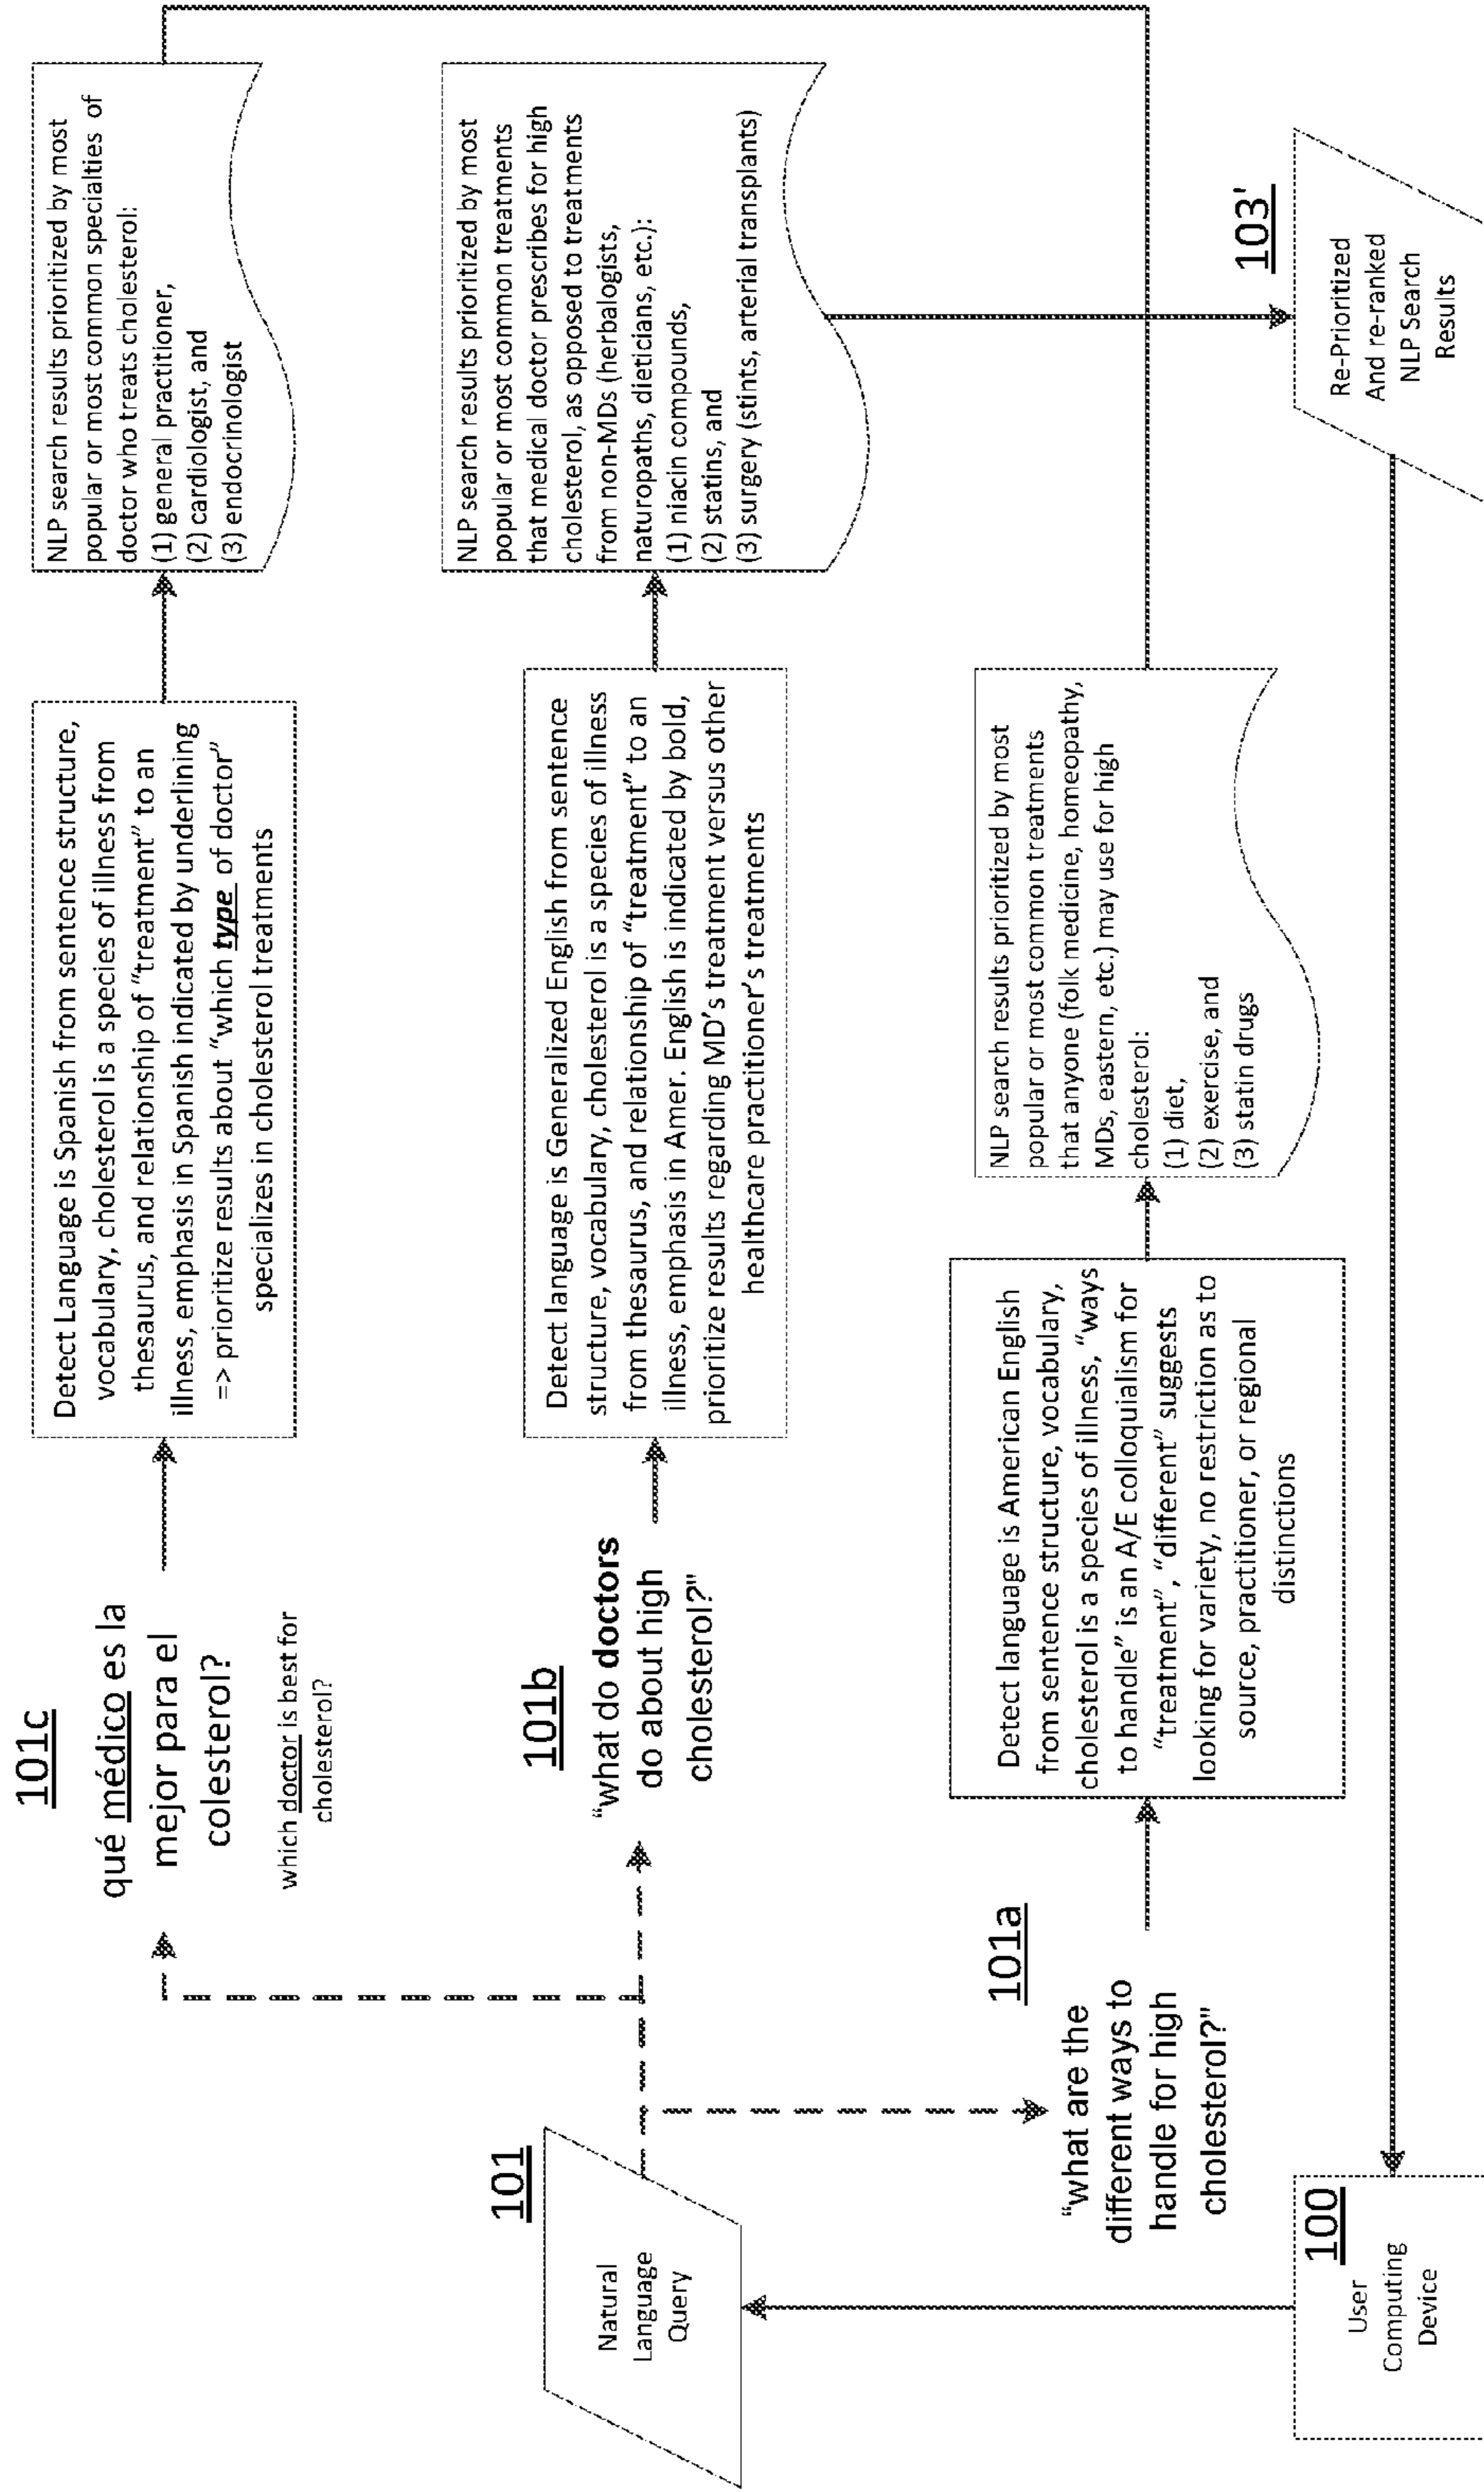 101c
qué médico es la
mejor para el
colesterol?
which doctor is best for
cholesterol?
Detect Language is Spanish from sentence structure,
vocabulary, cholesterol is a species of illness from
thesaurus, and relationship of “treatment” to an
illness, emphasis in Spanish indicated by underlining
=> prioritize results about “which type of doctor”
specializes in cholesterol treatments
NLP search results prioritized by most
popular or most common specialties of
doctor who treats cholesterol:
(1) general practitioner,
(2) cardiologist, and
(3) endocrinologist
101
Natural
Language
Query
101b
“what do doctors
do about high
cholesterol?"
Detect language is Generalized English from sentence
structure, vocabulary, cholesterol is a species of illness
from thesaurus, and relationship of “treatment” to an
illness, emphasis in Amer. English is indicated by bold,
prioritize results regarding MD’s treatment versus other
healthcare practitioner’s treatments
NLP search results prioritized by most
popular or most common treatments
that medical doctor prescribes for high
cholesterol, as opposed to treatments
from non-MDs (herbalogists,
naturopaths, dieticians, etc.):
(1) niacin compounds,
(2) statins, and
(3) surgery (stints, arterial transplants)
101a
“what are the
different ways to
handle for high
cholesterol?"
Detect language is American English
from sentence structure, vocabulary,
cholesterol is a species of illness, “ways
to handle” is an A/E colloquialism for
“treatment”, “different” suggests
looking for variety, no restriction as to
source, practitioner, or regional
distinctions
NLP search results prioritized by most
popular or most common treatments
that anyone (folk medicine, homeopathy,
MDs, eastern, etc.) may use for high
cholesterol:
(1) diet,
(2) exercise, and
(3) statin drugs
100
User
Computing
Device
103'
Re-Prioritized
And re-ranked
NLP Search
Results